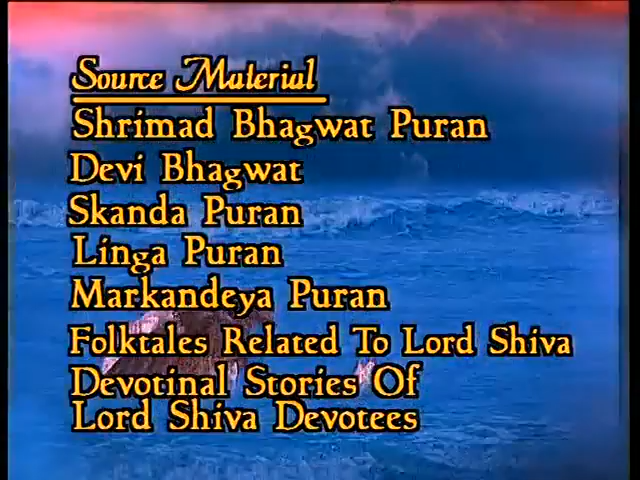 Source Material
Shrimad Bhagwat Puran
Devi Bhagwat
Skanda Puran
Linga Puran
Markandeya Puran
Folktales Related To Lord Shiva
Devotinal Stories Of
Lord Shiva Devotees